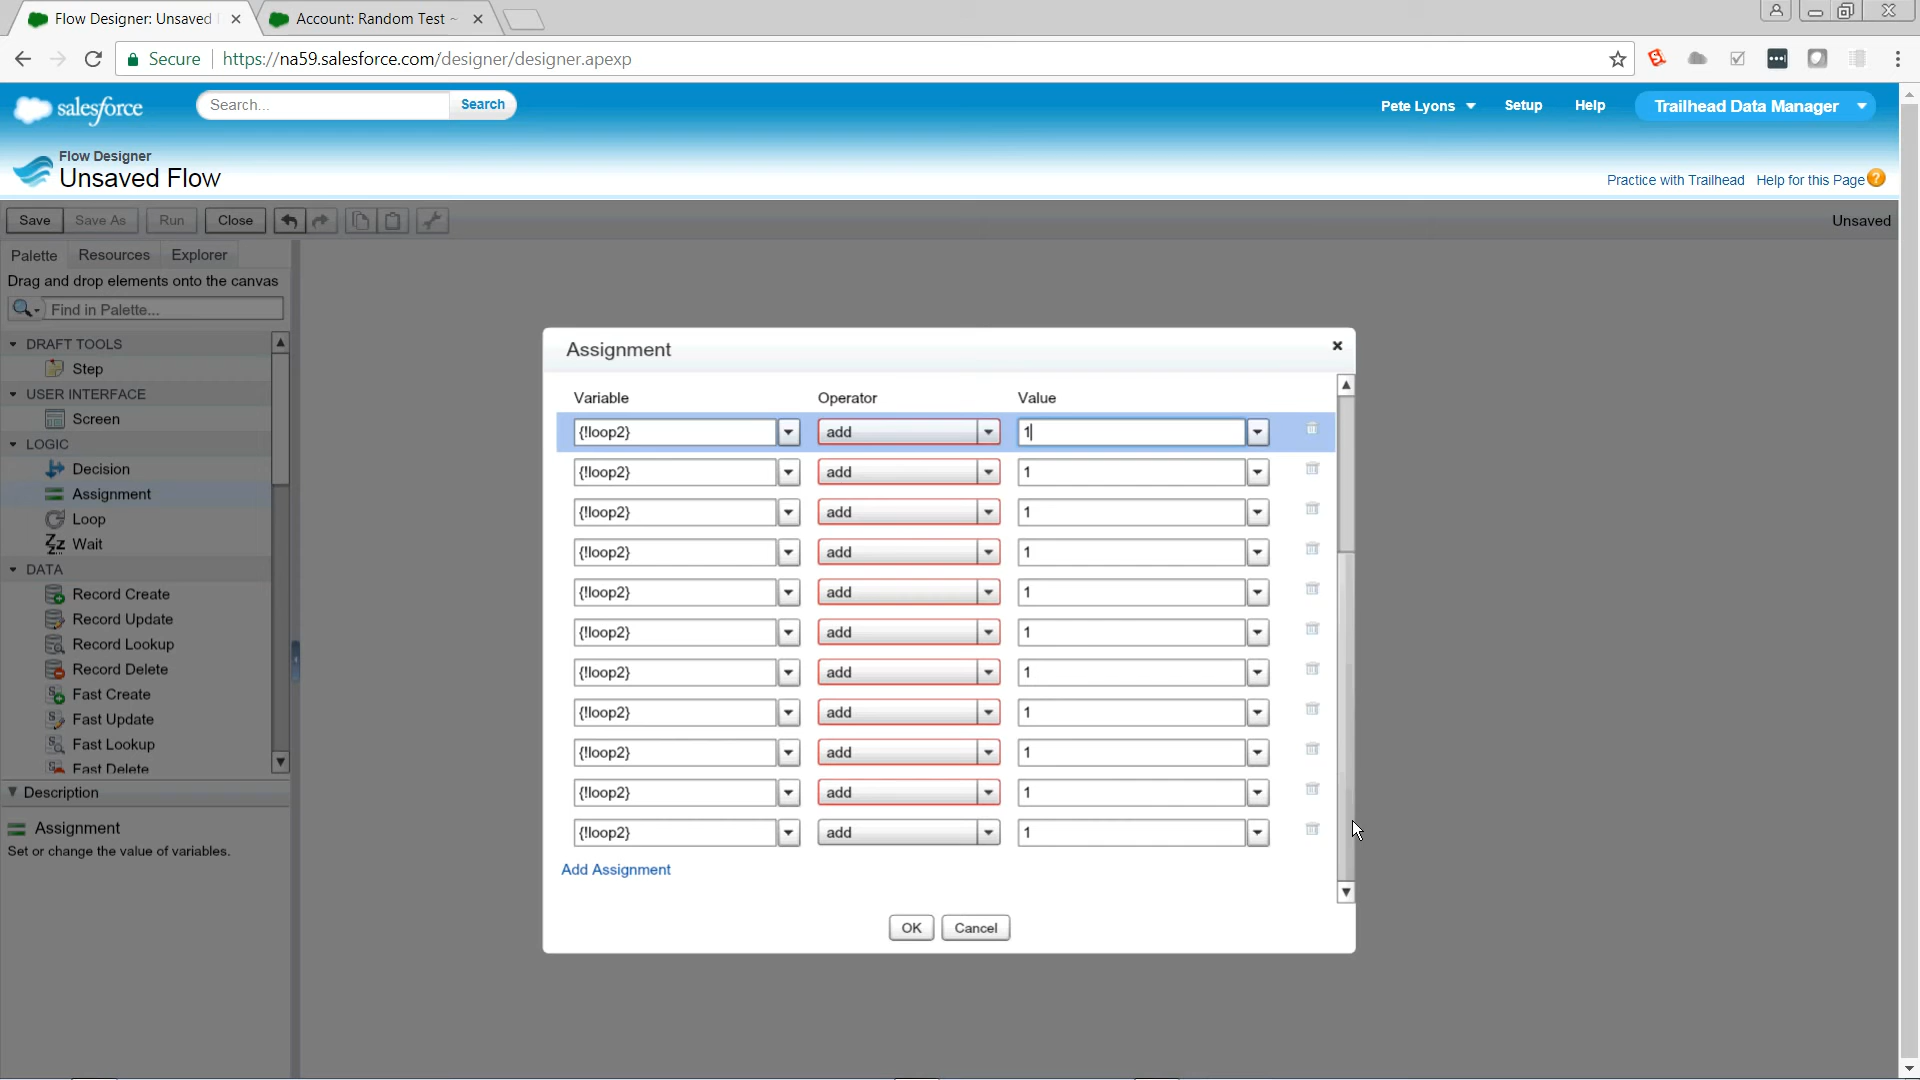 Flow Designer: Unsaved
Account: Random Test ~
Secure
https://na59.salesforce.com/designer/designer.apexp
salesforce
Search...
Search
Pete Lyons
Setup
Help
Trailhead Data Manager
Flow Designer
Unsaved Flow
Practice with Trailhead
Help for this Page
?
Save
Save As
Run
Close
Unsaved
Palette
Resources
Explorer
Drag and drop elements onto the canvas
Find in Palette...
DRAFT TOOLS
Step
USER INTERFACE
Screen
LOGIC
Decision
Assignment
Loop
Wait
DATA
Record Create
Record Update
Record Lookup
Record Delete
Fast Create
Fast Update
Fast Lookup
Fast Delete
Description
Assignment
Set or change the value of variables.
Assignment
Variable Operator Value
{!loop2} add 1
{!loop2} add 1
{!loop2} add 1
{!loop2} add 1
{!loop2} add 1
{!loop2} add 1
{!loop2} add 1
{!loop2} add 1
{!loop2} add 1
{!loop2} add 1
{!loop2} add 1
Add Assignment
OK
Cancel